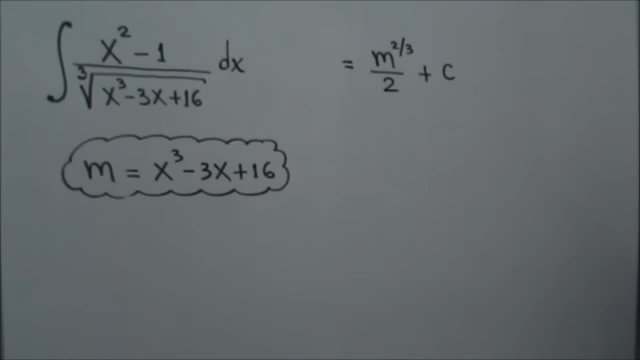 ∫ (x² - 1) / ∛(x³ - 3x + 16) dx = m^(2/3) / 2 + c
m = x³ - 3x + 16